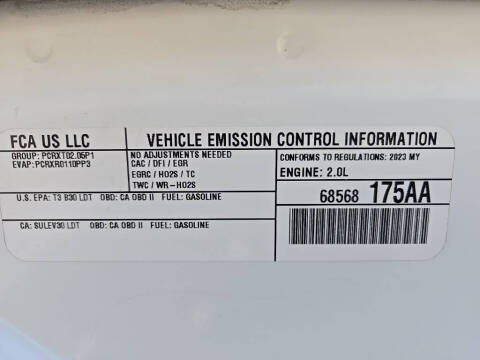 FCA US LLC
VEHICLE EMISSION CONTROL INFORMATION
GROUP: PCRXT02.05P1
EVAP:PCRXR0110PP3
NO ADJUSTMENTS NEEDED
CAC / DFI / EGR
EGRC / HO2S / TC
TWC / WR-HO2S
CONFORMS TO REGULATIONS: 2023 MY
ENGINE: 2.0L
U.S. EPA: T3 B30 LDT OBD: CA OBD II FUEL: GASOLINE
68568 175AA
CA: SULEV30 LDT OBD: CA OBD II FUEL: GASOLINE